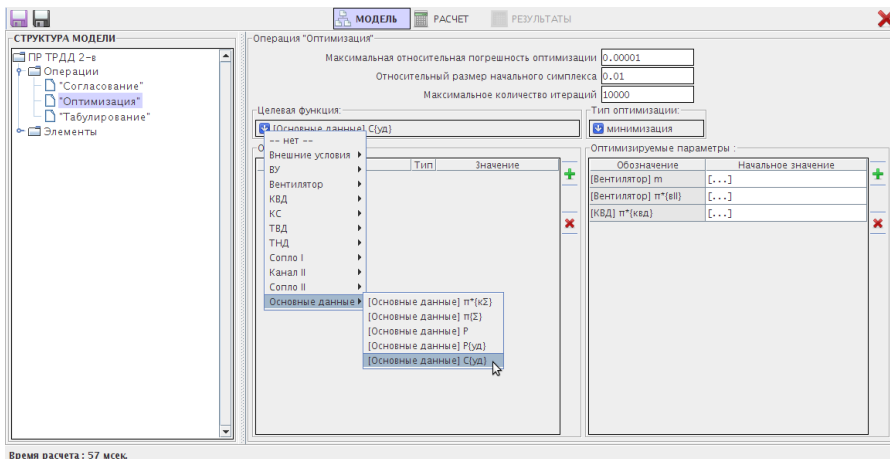 МОДЕЛЬ РАСЧЕТ РЕЗУЛЬТАТЫ
СТРУКТУРА МОДЕЛИ
ПР ТРДД 2-в
Операции
"Согласование"
"Оптимизация"
"Табулирование"
Элементы
Операция "Оптимизация"
Максимальная относительная погрешность оптимизации 0.00001
Относительный размер начального симплекса 0.01
Максимальное количество итераций 10000
Целевая функция:
[Основные данные] C{уд}
Тип оптимизации:
минимизация
-- нет --
Внешние условия
ВУ
Вентилятор
КВД
КС
ТВД
ТНД
Сопло I
Канал II
Сопло II
Основные данные
[Основные данные] π*{кΣ}
[Основные данные] π{Σ}
[Основные данные] P
[Основные данные] P{уд}
[Основные данные] C{уд}
Тип Значение
Оптимизируемые параметры :
Обозначение Начальное значение
[Вентилятор] m [...]
[Вентилятор] π*{вII} [...]
[КВД] π*{квд} [...]
Время расчета : 57 мсек.